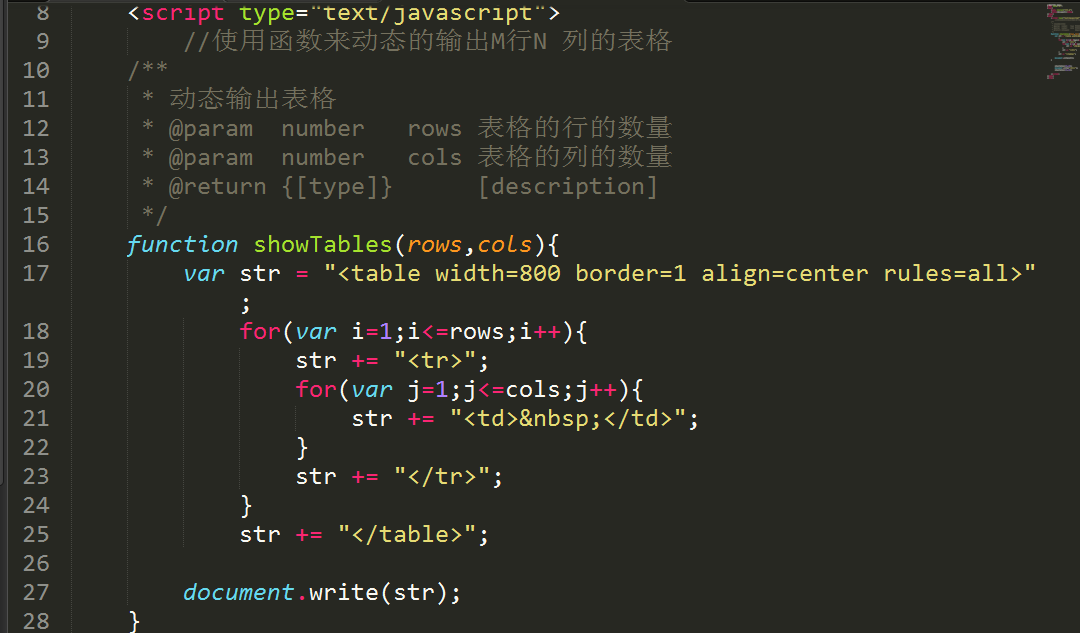 8 <script type="text/javascript">
9 //使用函数来动态的输出M行N 列的表格
10 /**
11 * 动态输出表格
12 * @param number rows 表格的行的数量
13 * @param number cols 表格的列的数量
14 * @return {[type]} [description]
15 */
16 function showTables(rows,cols){
17 var str = "<table width=800 border=1 align=center rules=all>"
;
18 for(var i=1;i<=rows;i++){
19 str += "<tr>";
20 for(var j=1;j<=cols;j++){
21 str += "<td>&nbsp;</td>";
22 }
23 str += "</tr>";
24 }
25 str += "</table>";
26
27 document.write(str);
28 }